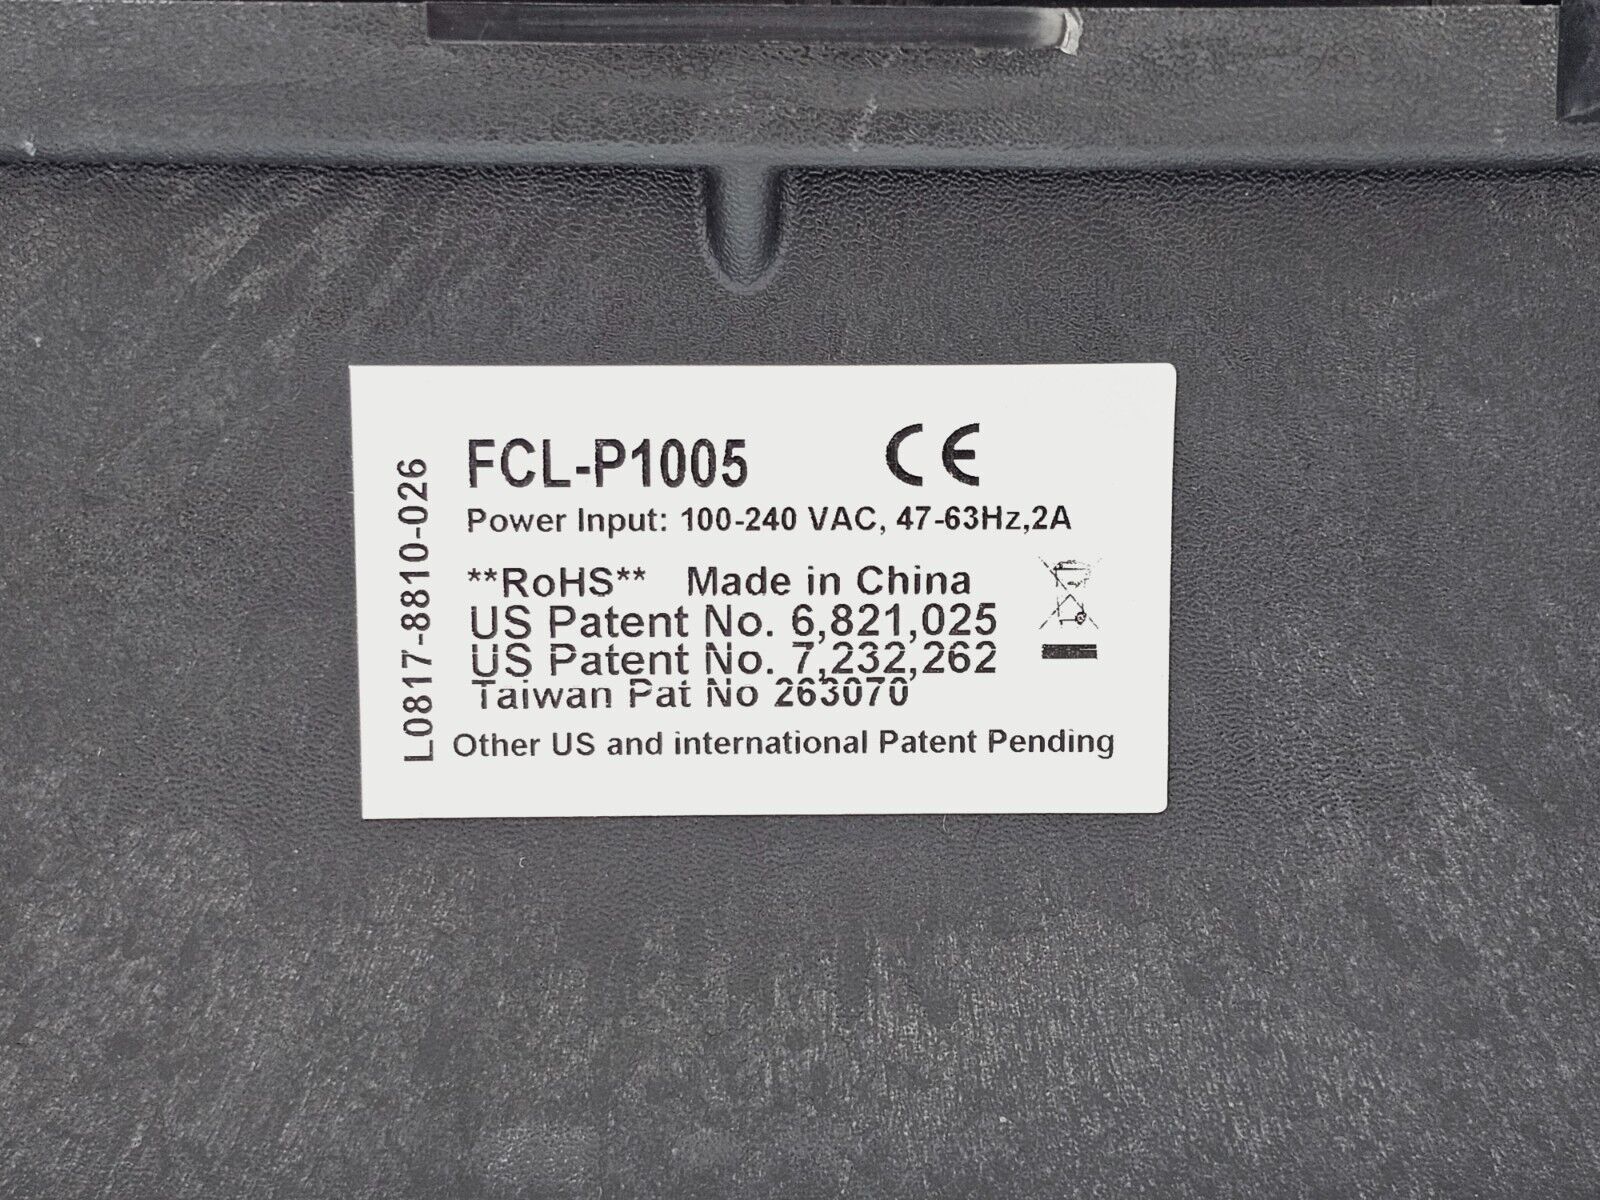 FCL-P1005 CE
Power Input: 100-240 VAC, 47-63Hz,2A
**RoHS** Made in China
US Patent No. 6,821,025
US Patent No. 7,232,262
Taiwan Pat No 263070
Other US and international Patent Pending
L0817-8810-026